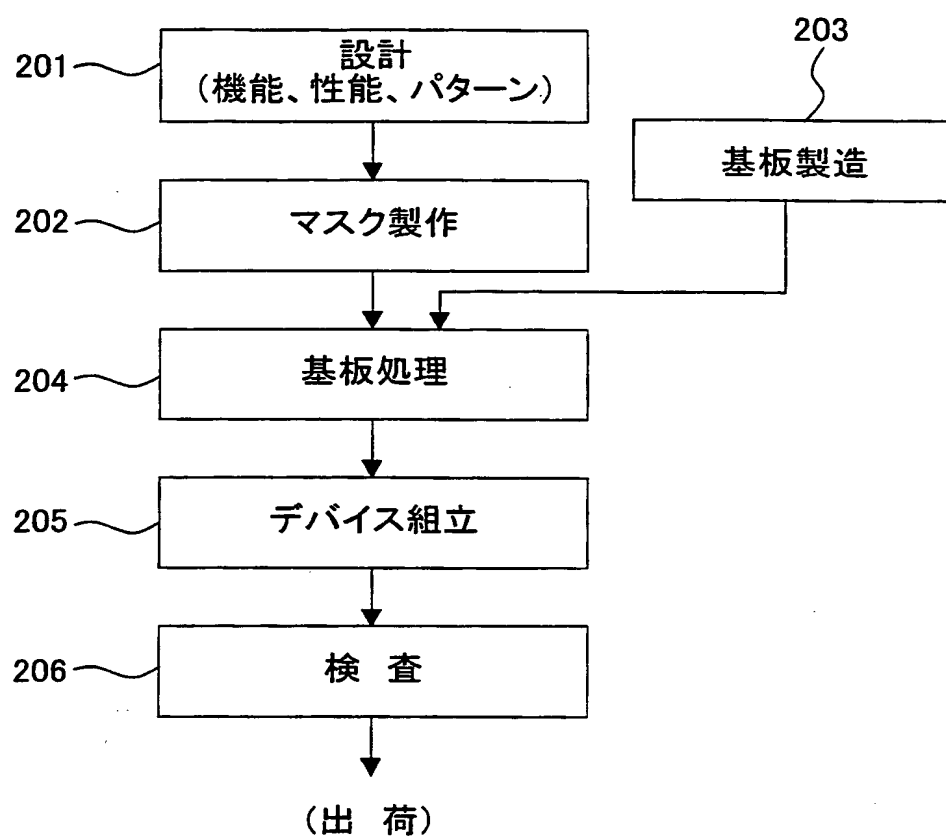 201
設計
(機能、性能、パターン)
203
基板製造
202
マスク製作
204
基板処理
205
デバイス組立
206
検 査
(出 荷)